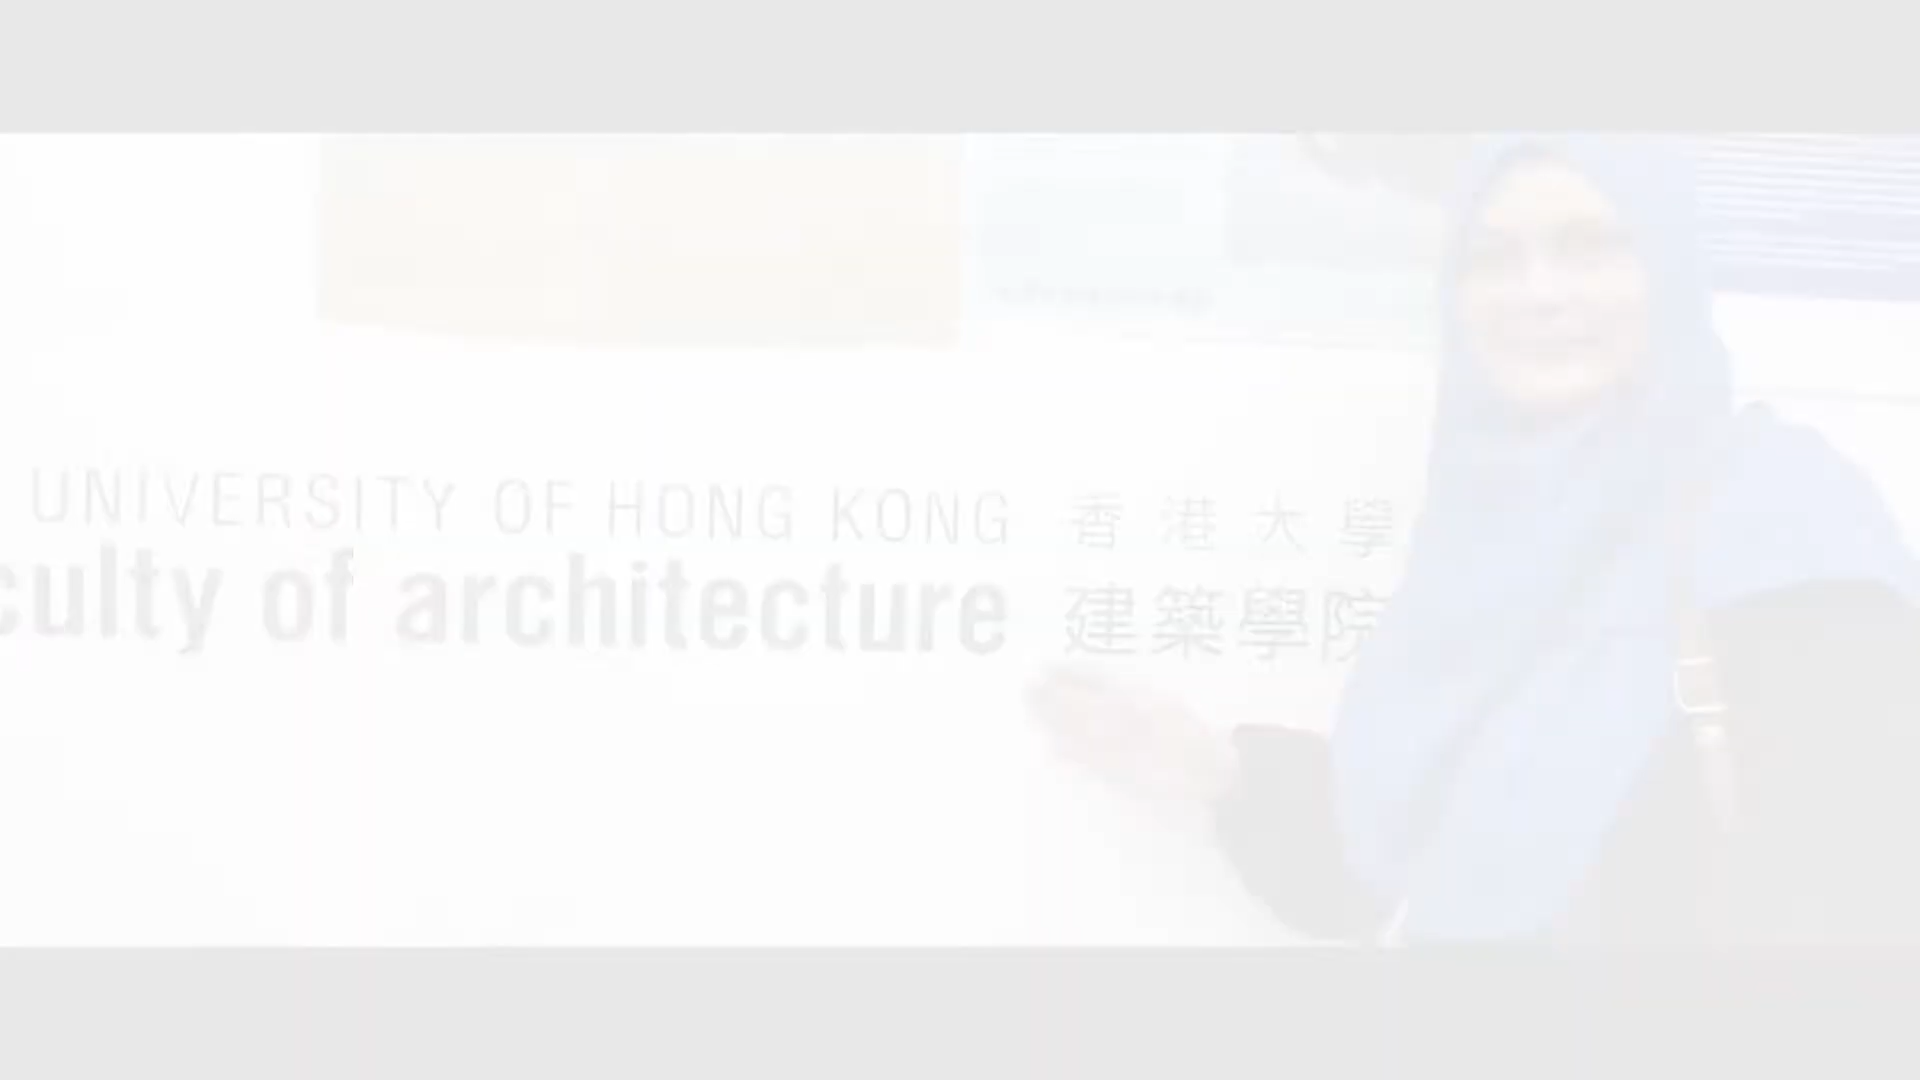 UNIVERSITY OF HONG KONG 香港大學
culty of architecture 建築學院